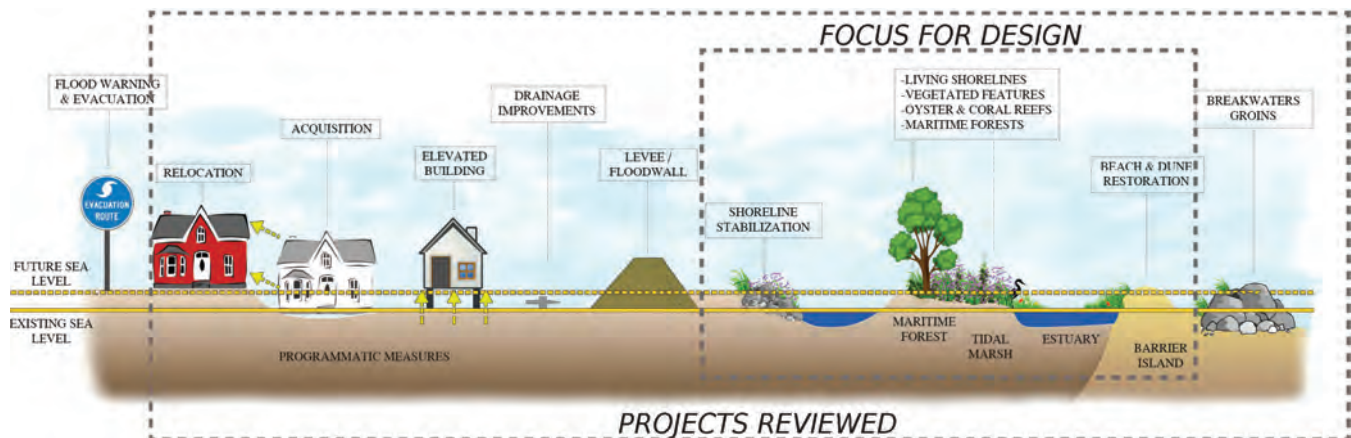 FOCUS FOR DESIGN
FLOOD WARNING
& EVACUATION
EVACUATION
ROUTE
RELOCATION
ACQUISITION
ELEVATED
BUILDING
DRAINAGE
IMPROVEMENTS
LEVEE /
FLOODWALL
SHORELINE
STABILIZATION
-LIVING SHORELINES
-VEGETATED FEATURES
-OYSTER & CORAL REEFS
-MARITIME FORESTS
BEACH & DUNE
RESTORATION
BREAKWATERS
GROINS
FUTURE SEA
LEVEL
EXISTING SEA
LEVEL
PROGRAMMATIC MEASURES
MARITIME
FOREST
TIDAL
MARSH
ESTUARY
BARRIER
ISLAND
PROJECTS REVIEWED